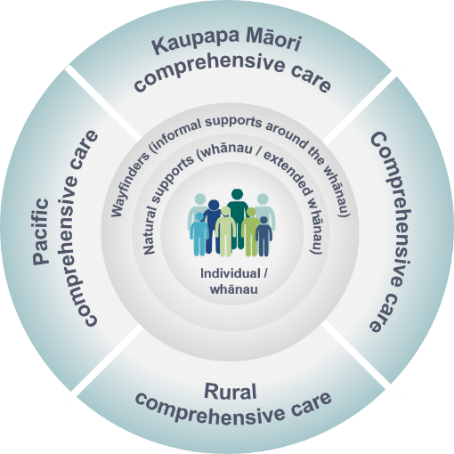 Kaupapa Māori
comprehensive care
Wayfinders (informal supports around the whānau)
Natural supports (whānau / extended whānau)
Pacific
comprehensive care
Comprehensive care
Individual /
whānau
Rural
comprehensive care